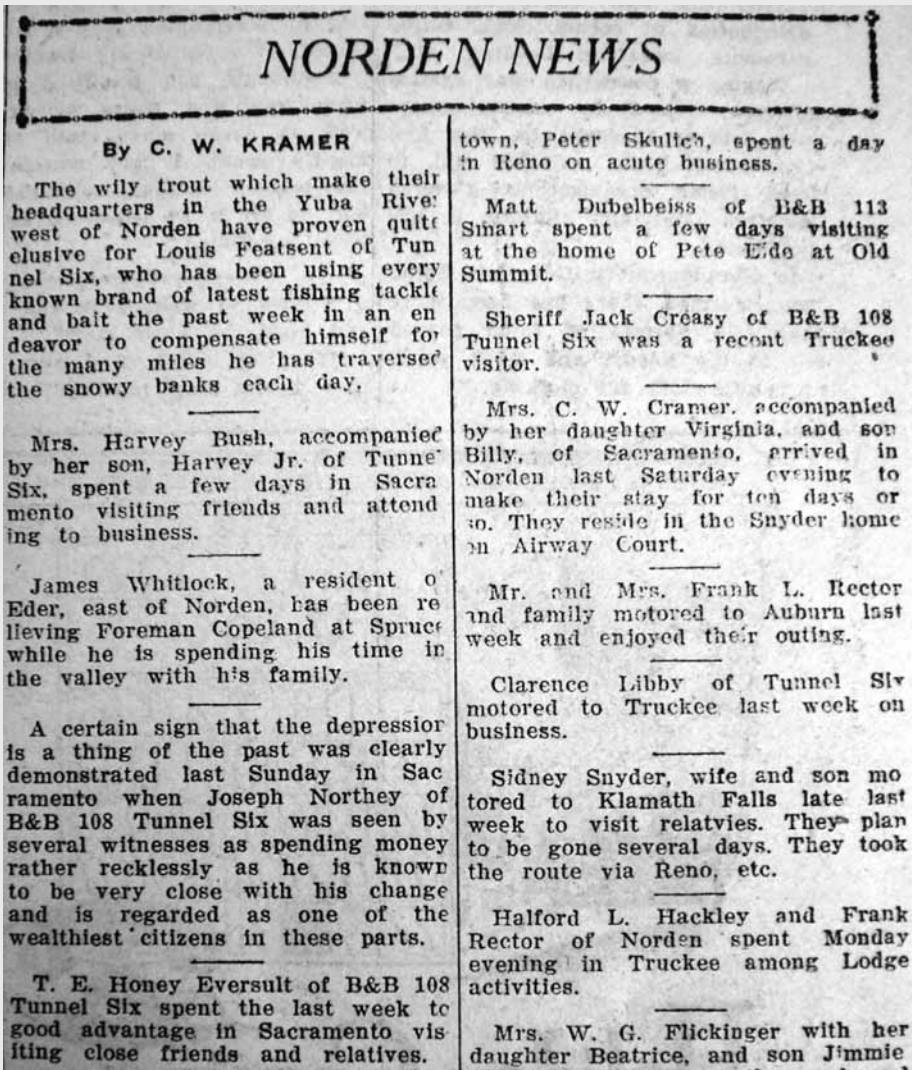 NORDEN NEWS
By C. W. KRAMER
The wily trout which make their
headquarters in the Yuba River
west of Norden have proven quite
elusive for Louis Featsent of Tun
nel Six, who has been using every
known brand of latest fishing tackle
and bait the past week in an en
deavor to compensate himself for
the many miles he has traversed
the snowy banks each day.
Mrs. Harvey Bush, accompanied
by her son, Harvey Jr. of Tunnel
Six, spent a few days in Sacra
mento visiting friends and attend
ing to business.
James Whitlock, a resident of
Eder, east of Norden, has been re
lieving Foreman Copeland at Spruce
while he is spending his time in
the valley with his family.
A certain sign that the depression
is a thing of the past was clearly
demonstrated last Sunday in Sac
ramento when Joseph Northey of
B&B 108 Tunnel Six was seen by
several witnesses as spending money
rather recklessly as he is known
to be very close with his change
and is regarded as one of the
wealthiest citizens in these parts.
T. E. Honey Eversult of B&B 108
Tunnel Six spent the last week to
good advantage in Sacramento vis
iting close friends and relatives.
town, Peter Skulich, spent a day
in Reno on acute business.
Matt Dubelbeiss of B&B 113
Smart spent a few days visiting
at the home of Pete Eide at Old
Summit.
Sheriff Jack Creasy of B&B 108
Tunnel Six was a recent Truckee
visitor.
Mrs. C. W. Cramer, accompanied
by her daughter Virginia, and son
Billy, of Sacramento, arrived in
Norden last Saturday evening to
make their stay for ten days or
so. They reside in the Snyder home
on Airway Court.
Mr. and Mrs. Frank L. Rector
and family motored to Auburn last
week and enjoyed their outing.
Clarence Libby of Tunnel Six
motored to Truckee last week on
business.
Sidney Snyder, wife and son mo
tored to Klamath Falls late last
week to visit relatvies. They plan
to be gone several days. They took
the route via Reno, etc.
Halford L. Hackley and Frank
Rector of Norden spent Monday
evening in Truckee among Lodge
activities.
Mrs. W. G. Flickinger with her
daughter Beatrice, and son Jimmie